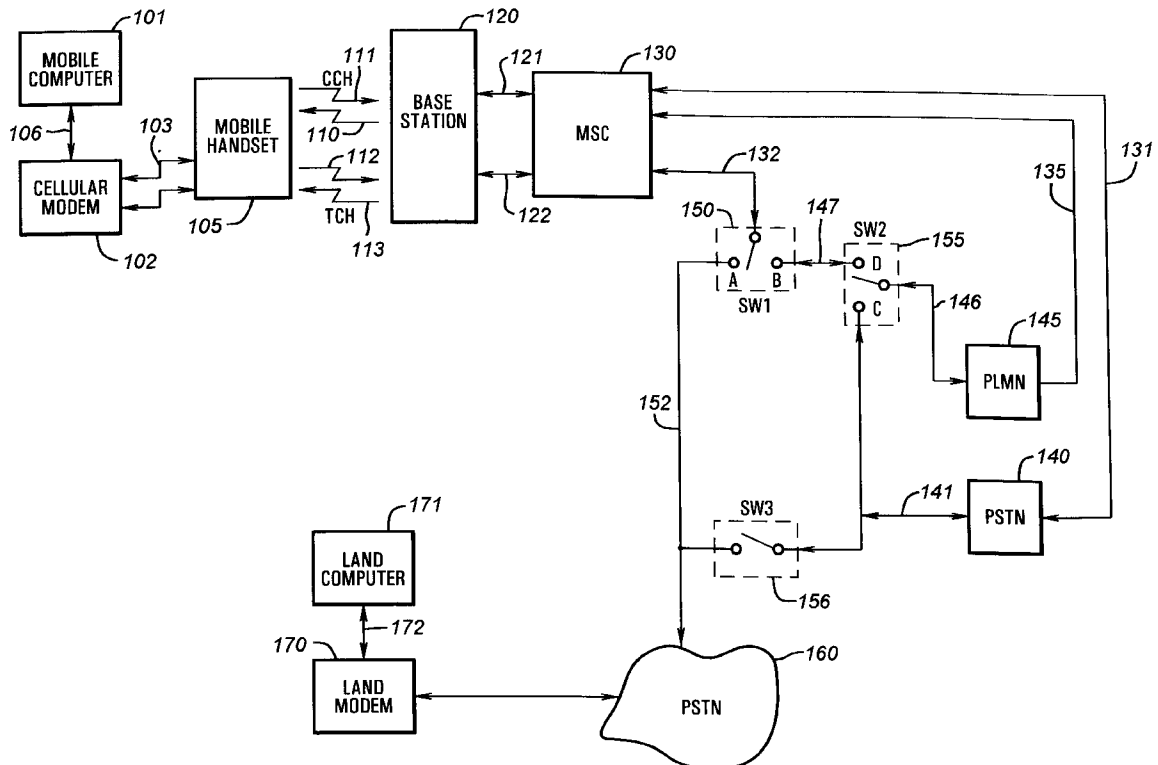 101
120
MOBILE
COMPUTER
CCH
111
121
130
106
103
MOBILE
HANDSET
110
BASE
STATION
MSC
112
132
135
131
CELLULAR
MODEM
105
TCH
113
122
150
147
SW2
155
102
A
B
D
C
SW1
146
145
PLMN
152
140
141
PSTN
171
SW3
LAND
COMPUTER
156
172
170
160
LAND
MODEM
PSTN